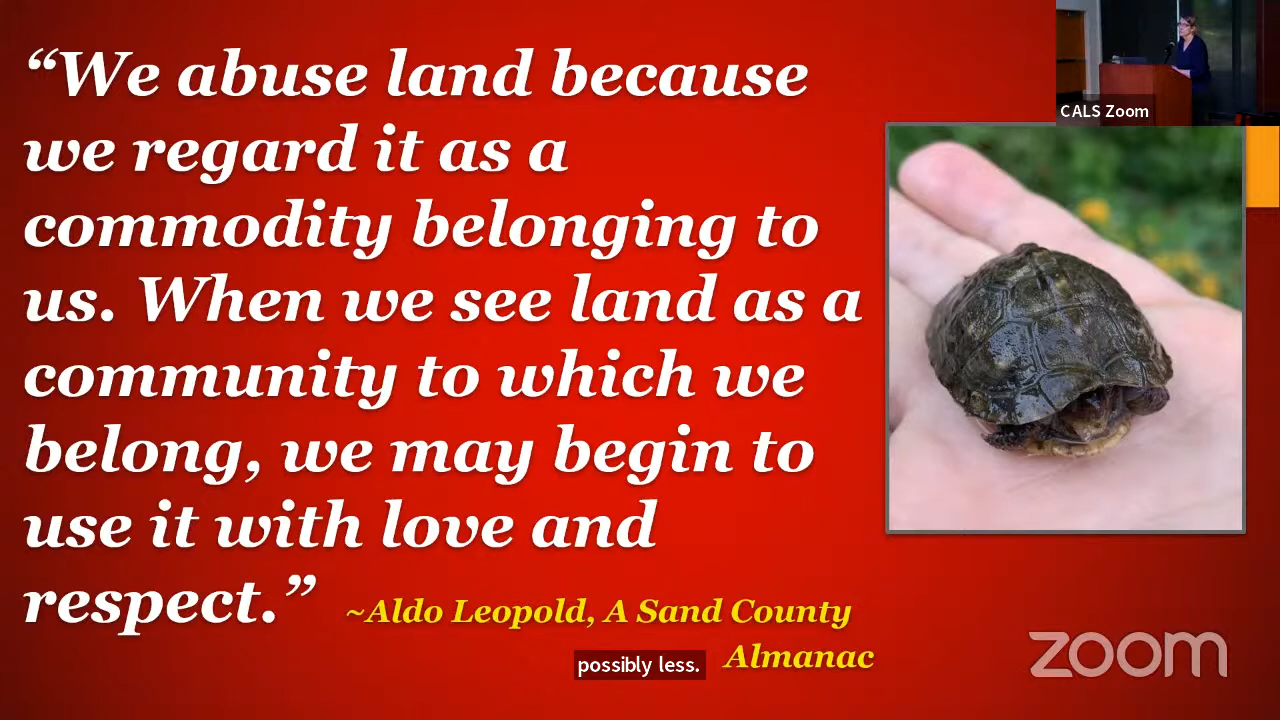 “We abuse land because
we regard it as a
commodity belonging to
us. When we see land as a
community to which we
belong, we may begin to
use it with love and
respect.” ~Aldo Leopold, A Sand County
Almanac
possibly less.
CALS Zoom
zoom